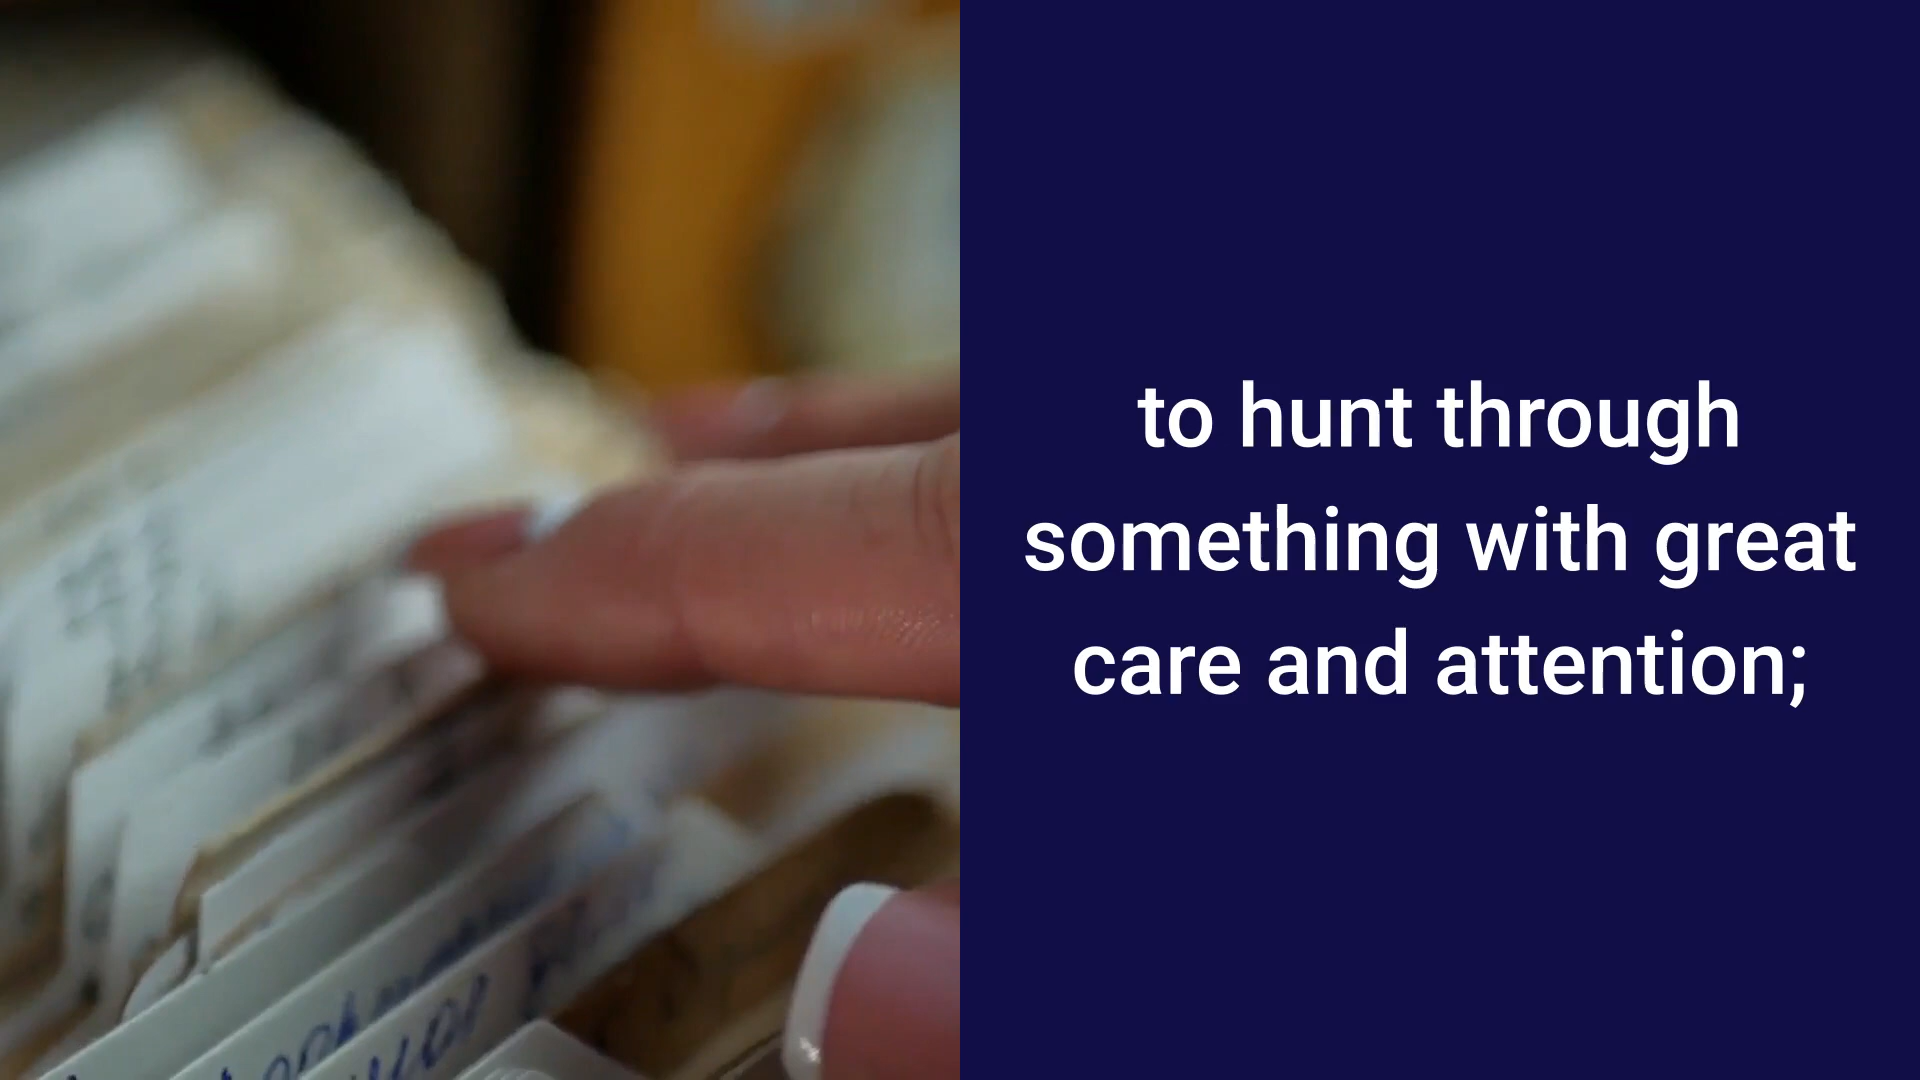 to hunt through
something with great
care and attention;